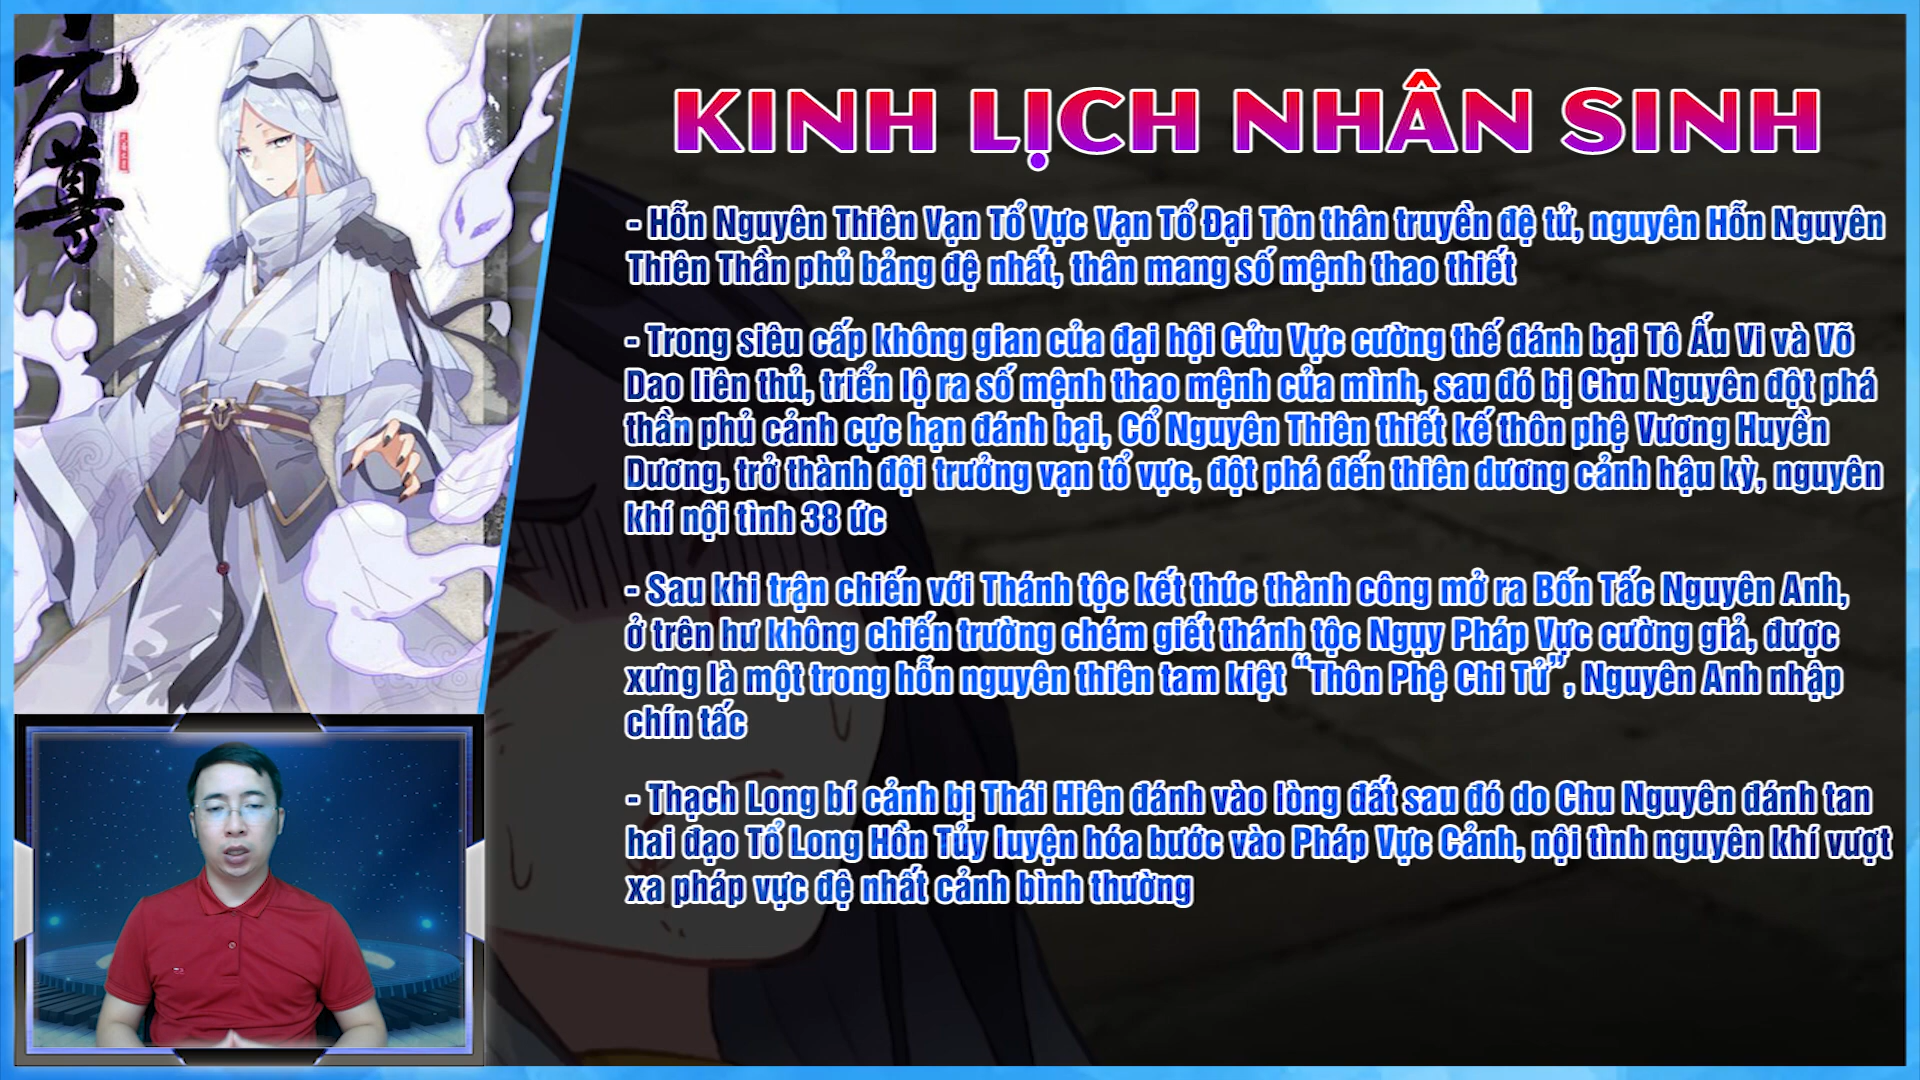 元尊
KINH LỊCH NHÂN SINH
- Hỗn Nguyên Thiên Vạn Tổ Vực Vạn Tổ Đại Tôn thân truyền đệ tử, nguyên Hỗn Nguyên
Thiên Thần phủ bảng đệ nhất, thân mang số mệnh thao thiết
- Trong siêu cấp không gian của đại hội Cửu Vực cường thế đánh bại Tô Ấu Vi và Võ
Dao liên thủ, triển lộ ra số mệnh thao mệnh của mình, sau đó bị Chu Nguyên đột phá
thần phủ cảnh cực hạn đánh bại, Cổ Nguyên Thiên thiết kế thôn phệ Vương Huyền
Dương, trở thành đội trưởng vạn tổ vực, đột phá đến thiên dương cảnh hậu kỳ, nguyên
khí nội tình 38 ức
- Sau khi trận chiến với Thánh tộc kết thúc thành công mở ra Bốn Tấc Nguyên Anh,
ở trên hư không chiến trường chém giết thánh tộc Ngụy Pháp Vực cường giả, được
xưng là một trong hỗn nguyên thiên tam kiệt “Thôn Phệ Chi Tử”, Nguyên Anh nhập
chín tấc
- Thạch Long bí cảnh bị Thái Hiên đánh vào lòng đất sau đó do Chu Nguyên đánh tan
hai đạo Tổ Long Hồn Tủy luyện hóa bước vào Pháp Vực Cảnh, nội tình nguyên khí vượt
xa pháp vực đệ nhất cảnh bình thường